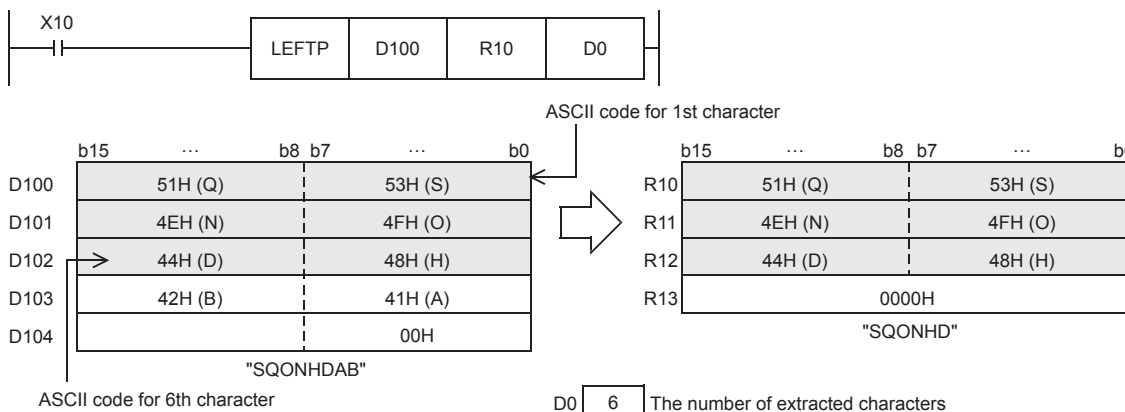 X10
LEFTP D100 R10 D0
ASCII code for 1st character
b15 ... b8 b7 ... b0 b15 ... b8 b7 ...
D100 51H (Q) 53H (S) R10 51H (Q) 53H (S)
D101 4EH (N) 4FH (O) R11 4EH (N) 4FH (O)
D102 44H (D) 48H (H) R12 44H (D) 48H (H)
D103 42H (B) 41H (A) R13 0000H
D104 00H "SQONHD"
"SQONHDAB"
ASCII code for 6th character D0 6 The number of extracted characters